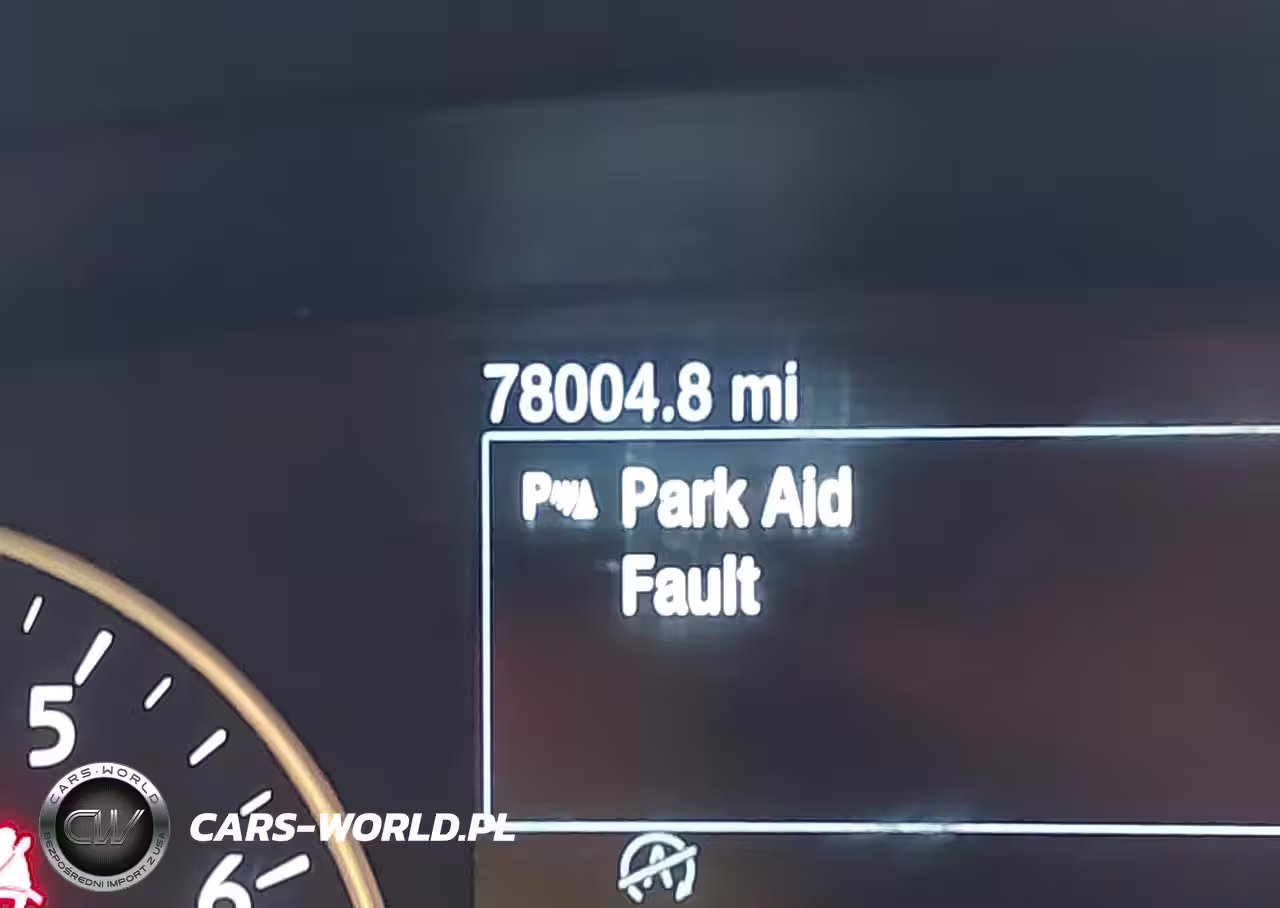 78004.8 mi
P Park Aid
Fault
5
6
A
CARS-WORLD
CW
BEZPOŚREDNI IMPORT Z USA
CARS-WORLD.PL